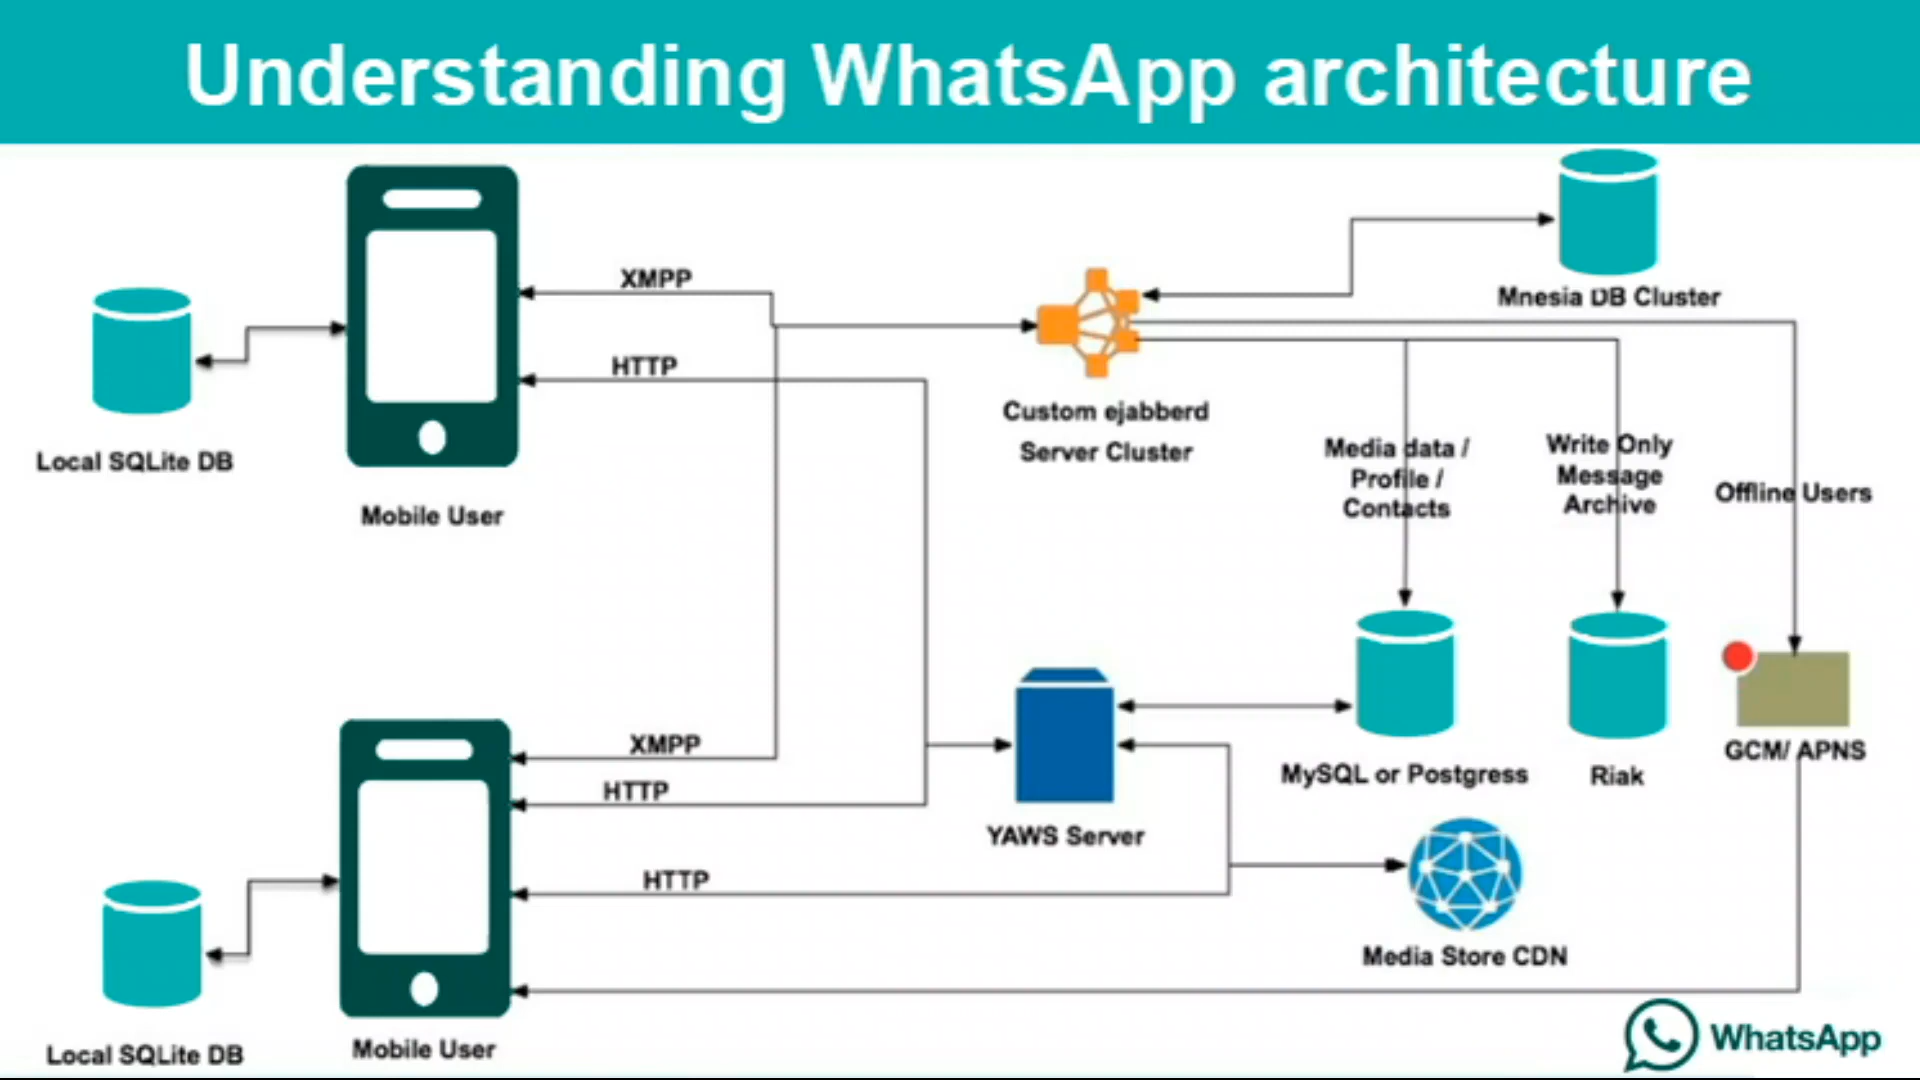 Understanding WhatsApp architecture
Mnesia DB Cluster
XMPP
HTTP
Custom ejabberd
Server Cluster
Local SQLite DB
Mobile User
Media data /
Profile /
Contacts
Write Only
Message
Archive
Offline Users
XMPP
HTTP
HTTP
YAWS Server
MySQL or Postgress
Riak
GCM/ APNS
Media Store CDN
Local SQLite DB
Mobile User
WhatsApp